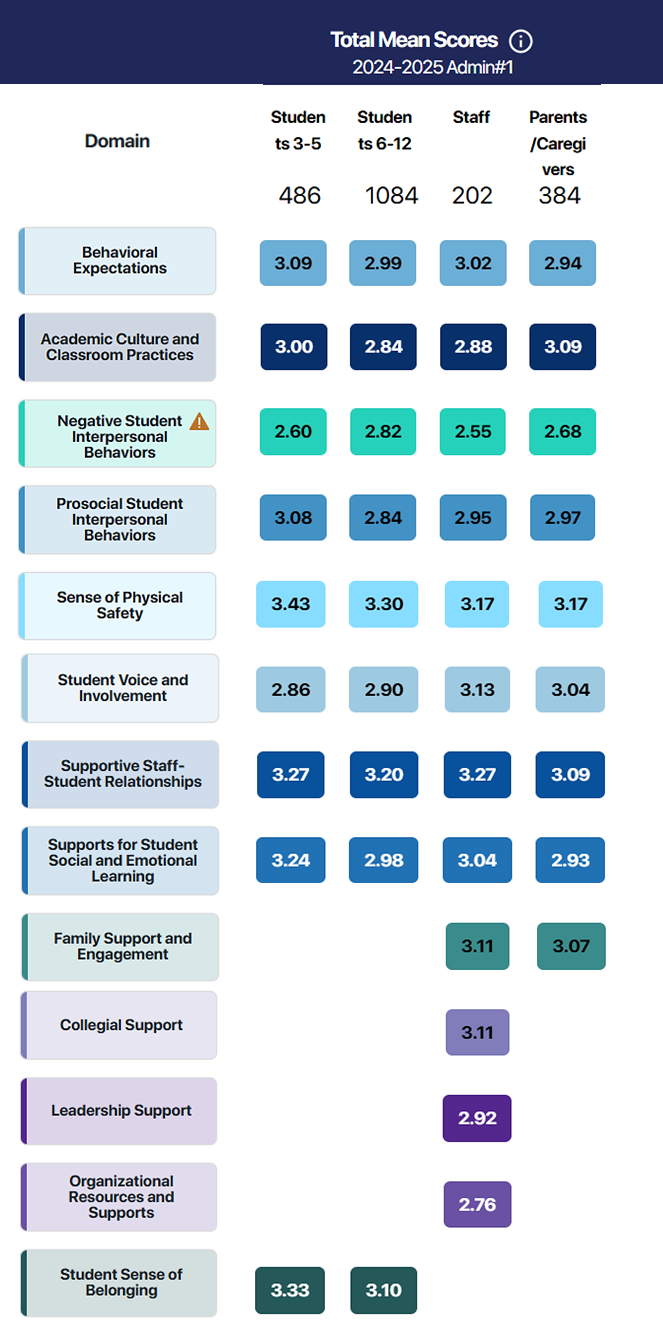 Total Mean Scores
2024-2025 Admin#1
Domain
Studen
ts 3-5
Studen
ts 6-12
Staff
Parents
/Caregi
vers
486 1084 202 384
Behavioral
Expectations
3.09 2.99 3.02 2.94
Academic Culture and
Classroom Practices
3.00 2.84 2.88 3.09
Negative Student
Interpersonal
Behaviors
2.60 2.82 2.55 2.68
Prosocial Student
Interpersonal
Behaviors
3.08 2.84 2.95 2.97
Sense of Physical
Safety
3.43 3.30 3.17 3.17
Student Voice and
Involvement
2.86 2.90 3.13 3.04
Supportive Staff-
Student Relationships
3.27 3.20 3.27 3.09
Supports for Student
Social and Emotional
Learning
3.24 2.98 3.04 2.93
Family Support and
Engagement
3.11 3.07
Collegial Support
3.11
Leadership Support
2.92
Organizational
Resources and
Supports
2.76
Student Sense of
Belonging
3.33 3.10